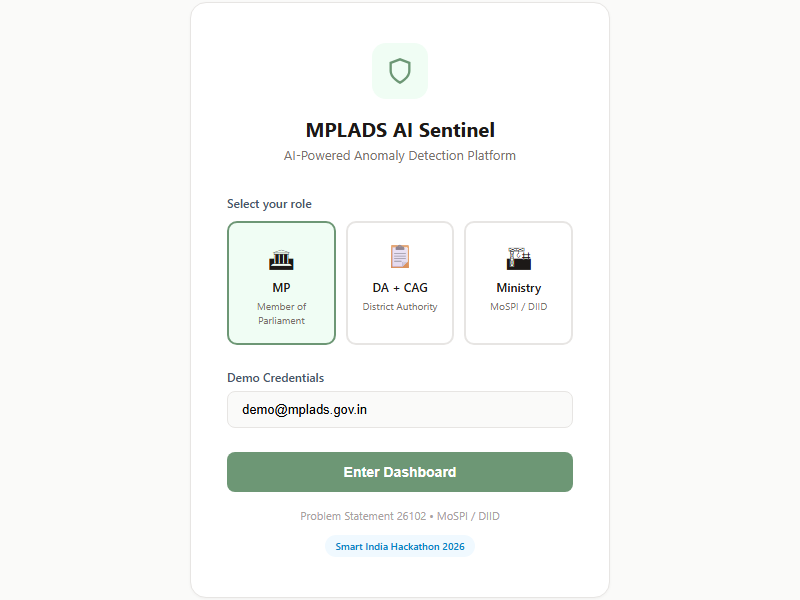 MPLADS AI Sentinel
AI-Powered Anomaly Detection Platform
Select your role
MP
Member of
Parliament
DA + CAG
District Authority
Ministry
MoSPI / DIID
Demo Credentials
demo@mplads.gov.in
Enter Dashboard
Problem Statement 26102 • MoSPI / DIID
Smart India Hackathon 2026